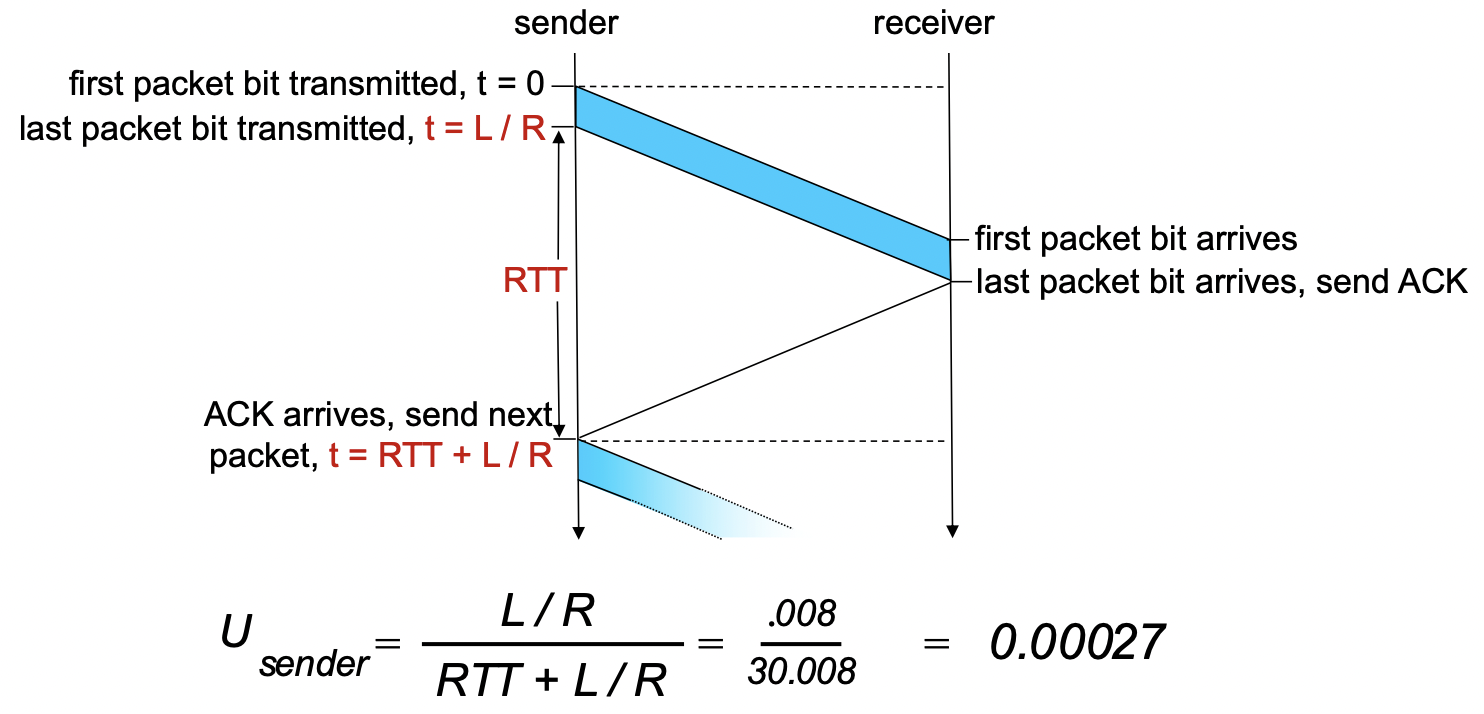 sender receiver
first packet bit transmitted, t = 0
last packet bit transmitted, t = L / R
first packet bit arrives
RTT
last packet bit arrives, send ACK
ACK arrives, send next
packet, t = RTT + L / R
U sender = L / R / RTT + L / R = .008 / 30.008 = 0.00027